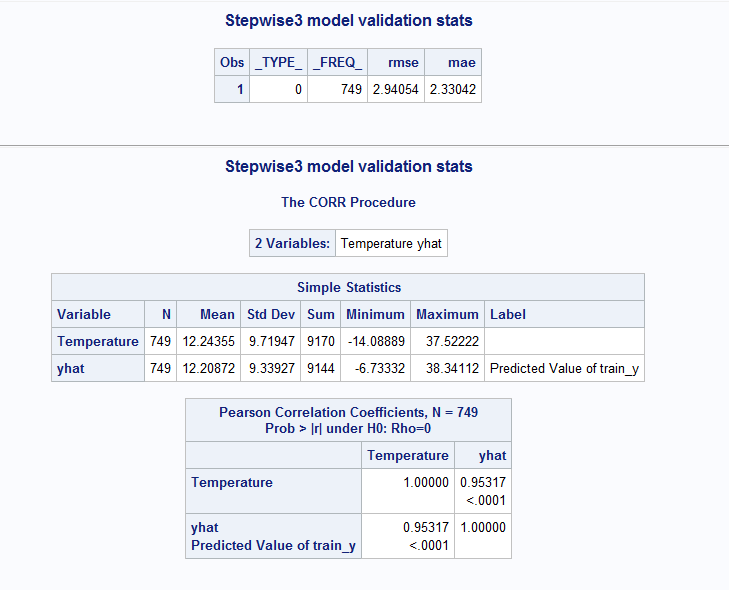 Stepwise3 model validation stats
Obs _TYPE_ _FREQ_ rmse mae
1 0 749 2.94054 2.33042
Stepwise3 model validation stats
The CORR Procedure
2 Variables: Temperature yhat
Simple Statistics
Variable N Mean Std Dev Sum Minimum Maximum Label
Temperature 749 12.24355 9.71947 9170 -14.08889 37.52222
yhat 749 12.20872 9.33927 9144 -6.73332 38.34112 Predicted Value of train_y
Pearson Correlation Coefficients, N = 749
Prob > |r| under H0: Rho=0
Temperature yhat
Temperature 1.00000 0.95317
<.0001
yhat 0.95317 1.00000
Predicted Value of train_y <.0001